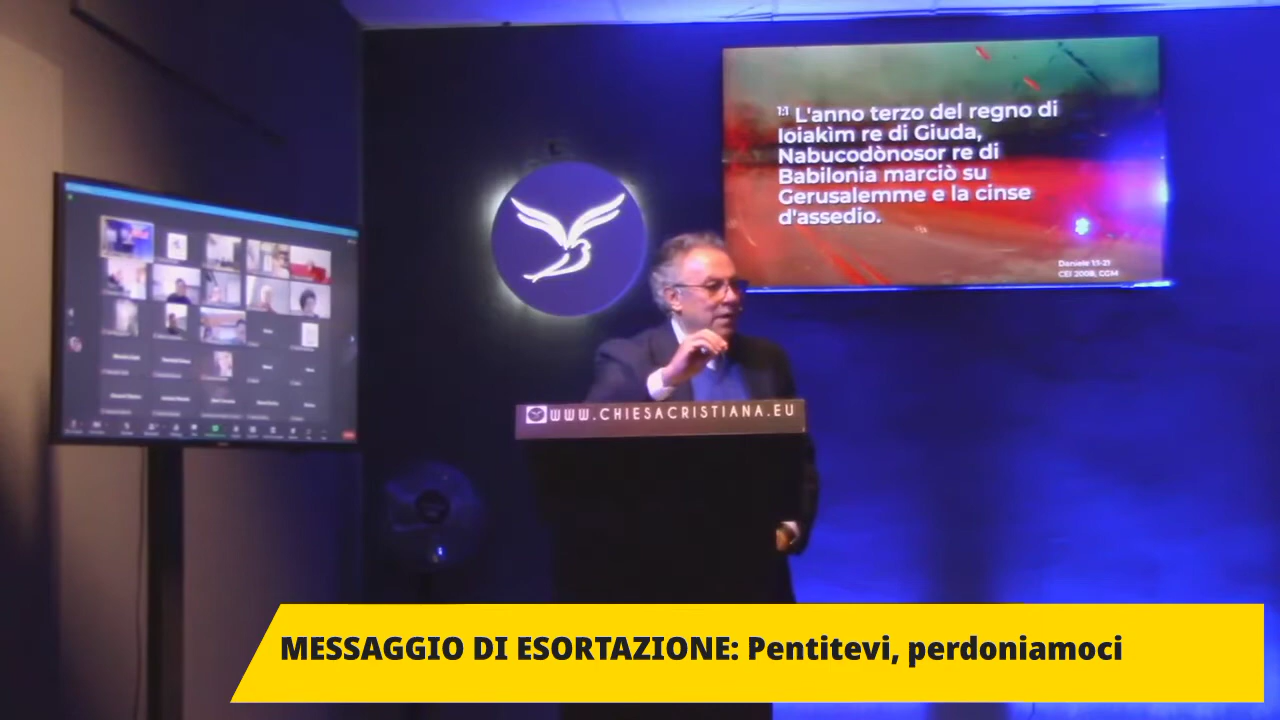 1:1 L'anno terzo del regno di
Ioiakìm re di Giuda,
Nabucodònosor re di
Babilonia marciò su
Gerusalemme e la cinse
d'assedio.
Daniele 1:1-21
CEI 2008, CGM
WWW.CHIESACRISTIANA.EU
MESSAGGIO DI ESORTAZIONE: Pentitevi, perdoniamoci